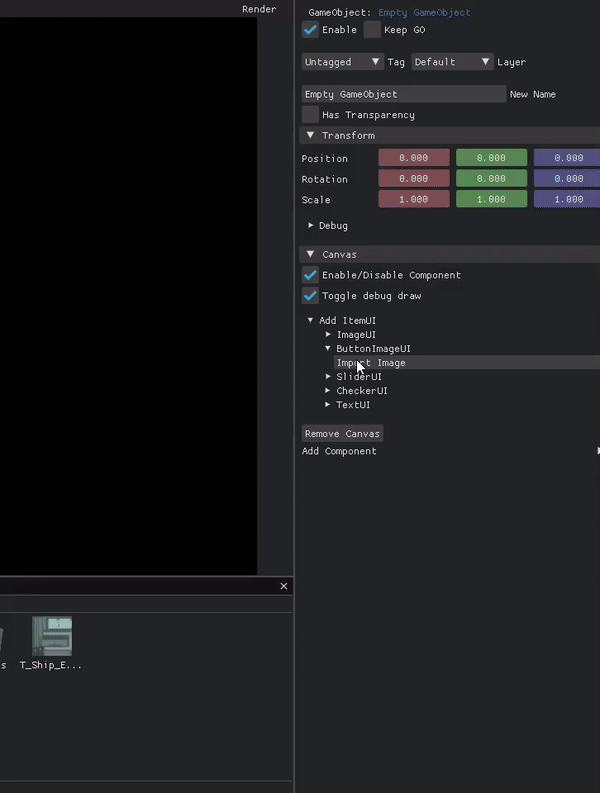 Render
GameObject: Empty GameObject
Enable Keep GO
Untagged Tag Default Layer
Empty GameObject New Name
Has Transparency
Transform
Position 0.000 0.000 0.000
Rotation 0.000 0.000 0.000
Scale 1.000 1.000 1.000
Debug
Canvas
Enable/Disable Component
Toggle debug draw
Add ItemUI
ImageUI
ButtonImageUI
Import Image
SliderUI
CheckerUI
TextUI
Remove Canvas
Add Component
s T_Ship_E...